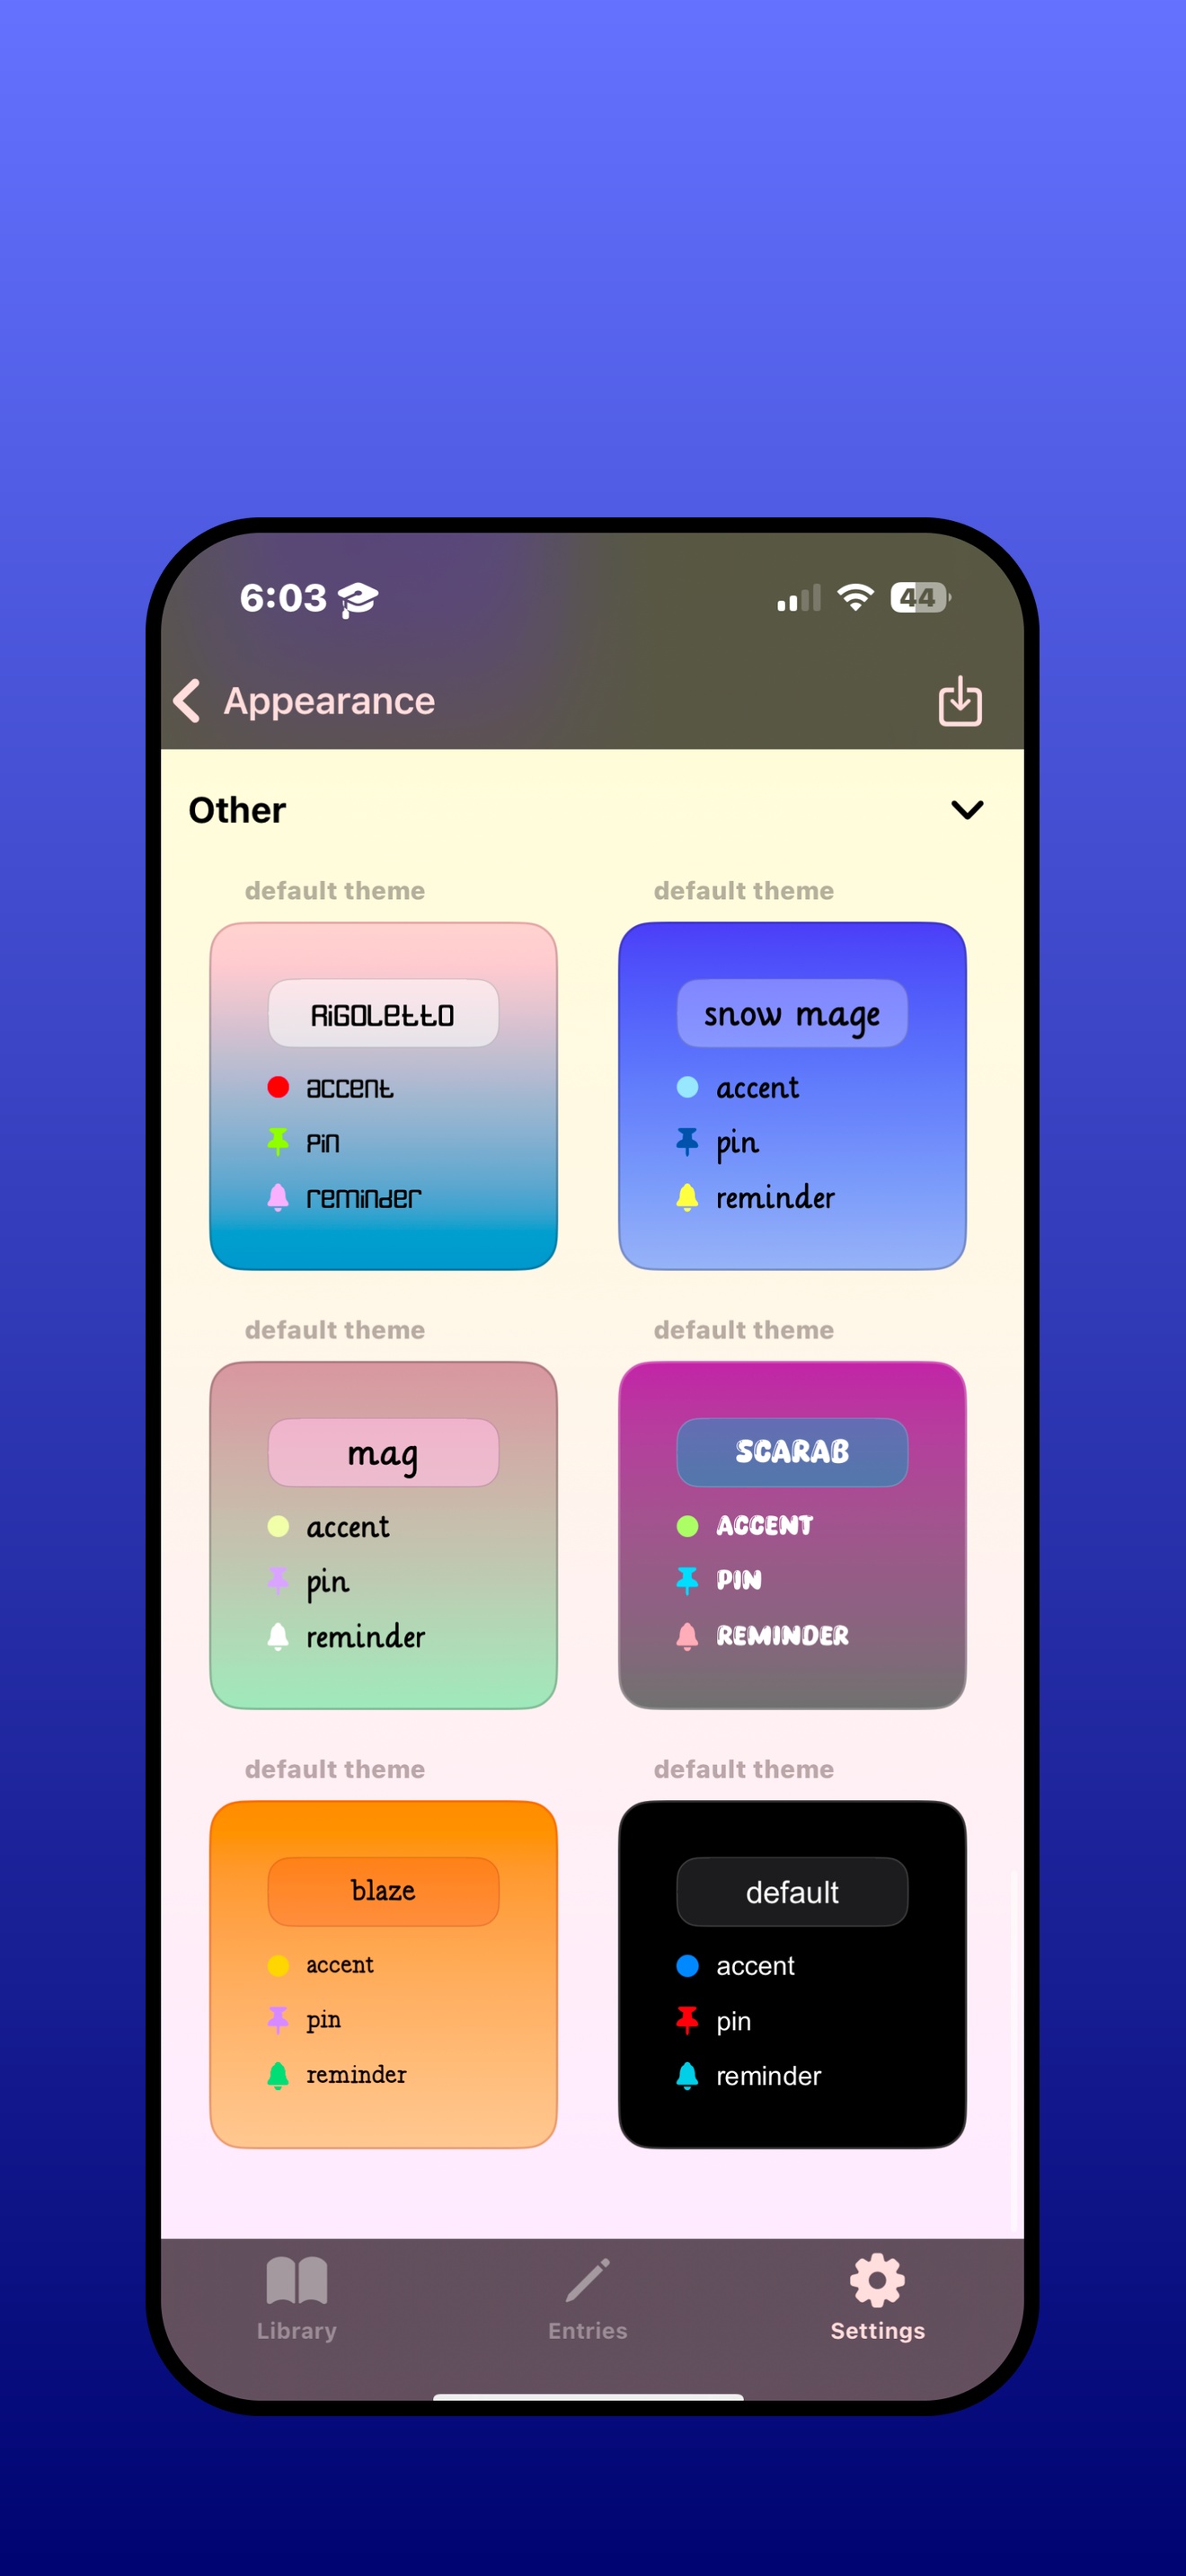 6:03
44
Appearance
Other
default theme
default theme
RiGOLetto
snow mage
accent
accent
Pin
pin
reminder
reminder
default theme
default theme
mag
SCARAB
accent
ACCENT
pin
PIN
reminder
REMINDER
default theme
default theme
blaze
default
accent
accent
pin
pin
reminder
reminder
Library
Entries
Settings